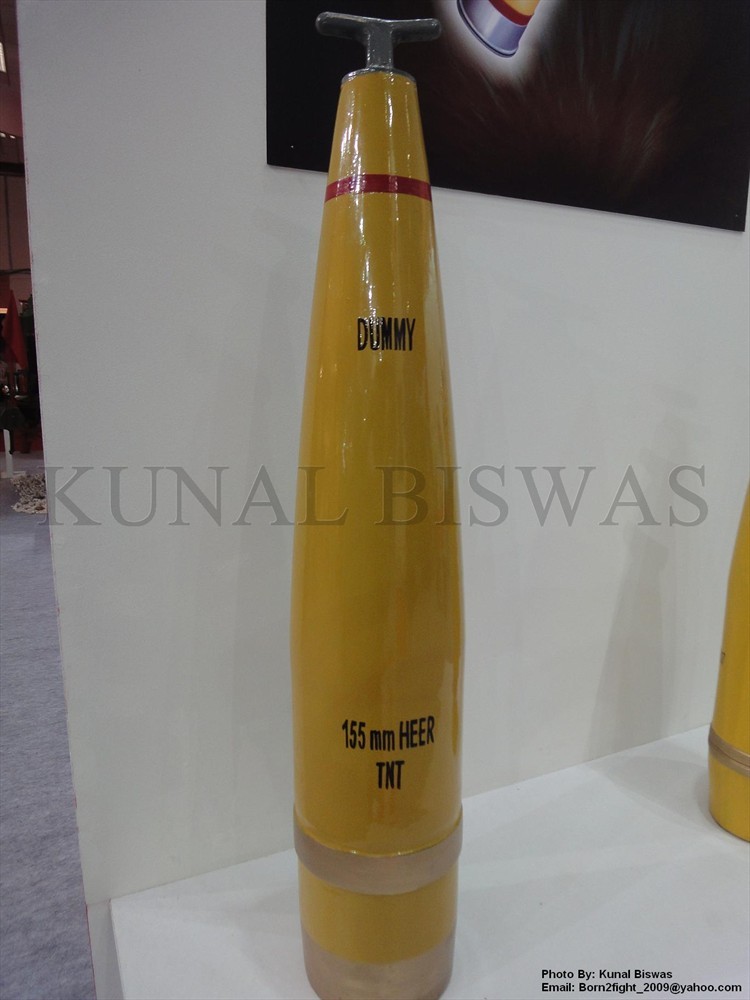 DUMMY
KUNAL BISWAS
155 mm HEER
TNT
Photo By: Kunal Biswas
Email: Born2fight_2009@yahoo.com